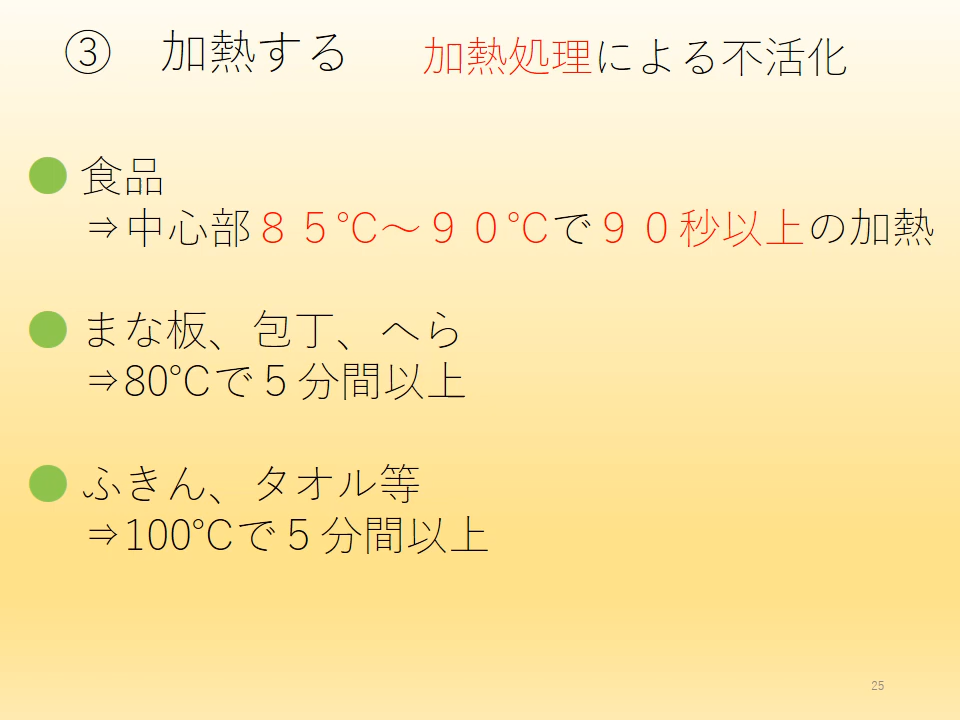 ③　加熱する　加熱処理による不活化
食品
⇒中心部８５℃～９０℃で９０秒以上の加熱
まな板、包丁、へら
⇒80℃で５分間以上
ふきん、タオル等
⇒100℃で５分間以上
25